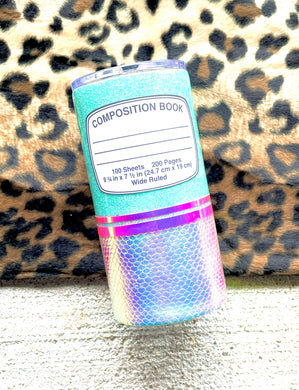 COMPOSITION BOOK
100 Sheets 200 Pages
9 ¾ in x 7 ½ in (24.7 cm x 19 cm)
Wide Ruled